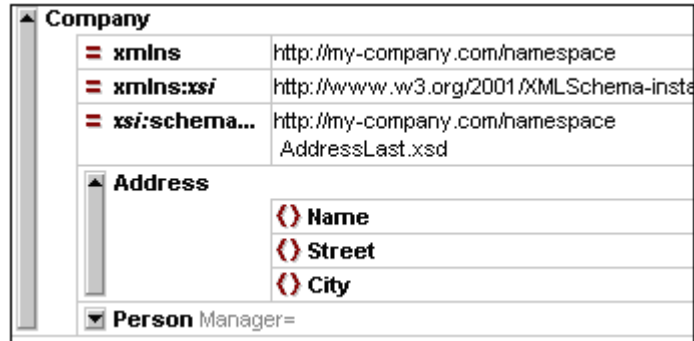 Company
= xmlns http://my-company.com/namespace
= xmlns:xsi http://www.w3.org/2001/XMLSchema-insta
= xsi:schema... http://my-company.com/namespace
AddressLast.xsd
Address
{} Name
{} Street
{} City
Person Manager=